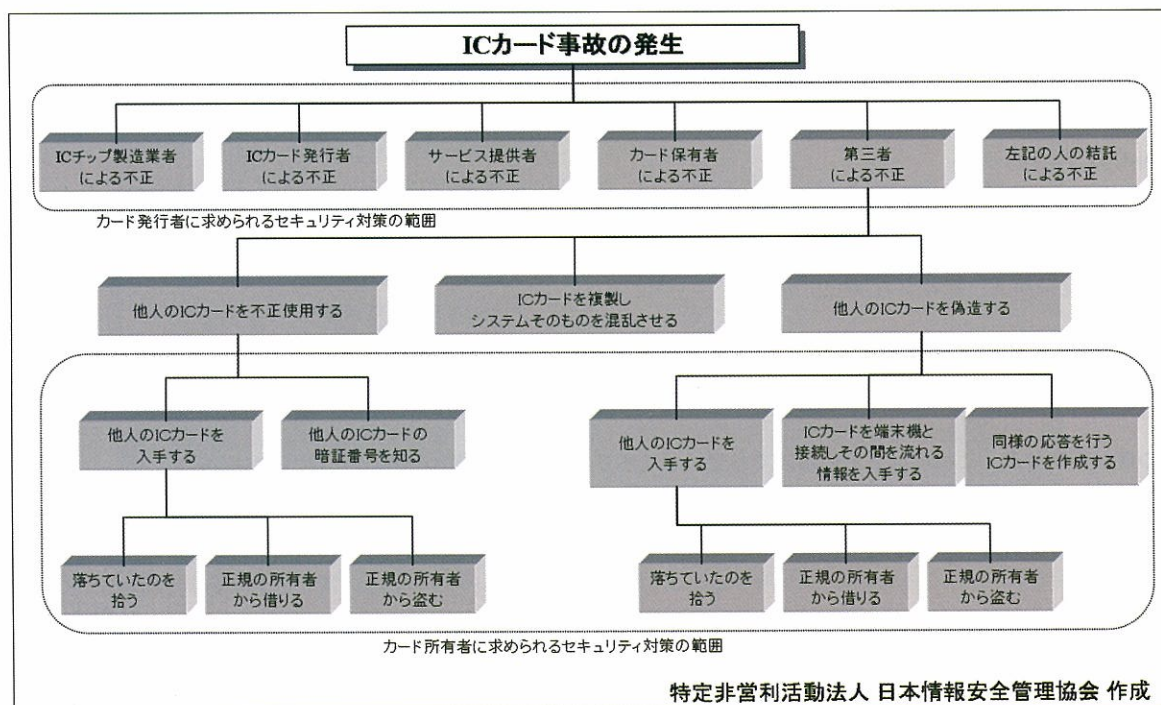 ICカード事故の発生
ICチップ製造業者
による不正
ICカード発行者
による不正
サービス提供者
による不正
カード保有者
による不正
第三者
による不正
左記の人の結託
による不正
カード発行者に求められるセキュリティ対策の範囲
他人のICカードを不正使用する
ICカードを複製し
システムそのものを混乱させる
他人のICカードを偽造する
他人のICカードを
入手する
他人のICカードの
暗証番号を知る
他人のICカードを
入手する
ICカードを端末機と
接続しその間を流れる
情報を入手する
同様の応答を行う
ICカードを作成する
落ちていたのを
拾う
正規の所有者
から借りる
正規の所有者
から盗む
落ちていたのを
拾う
正規の所有者
から借りる
正規の所有者
から盗む
カード所有者に求められるセキュリティ対策の範囲
特定非営利活動法人 日本情報安全管理協会 作成